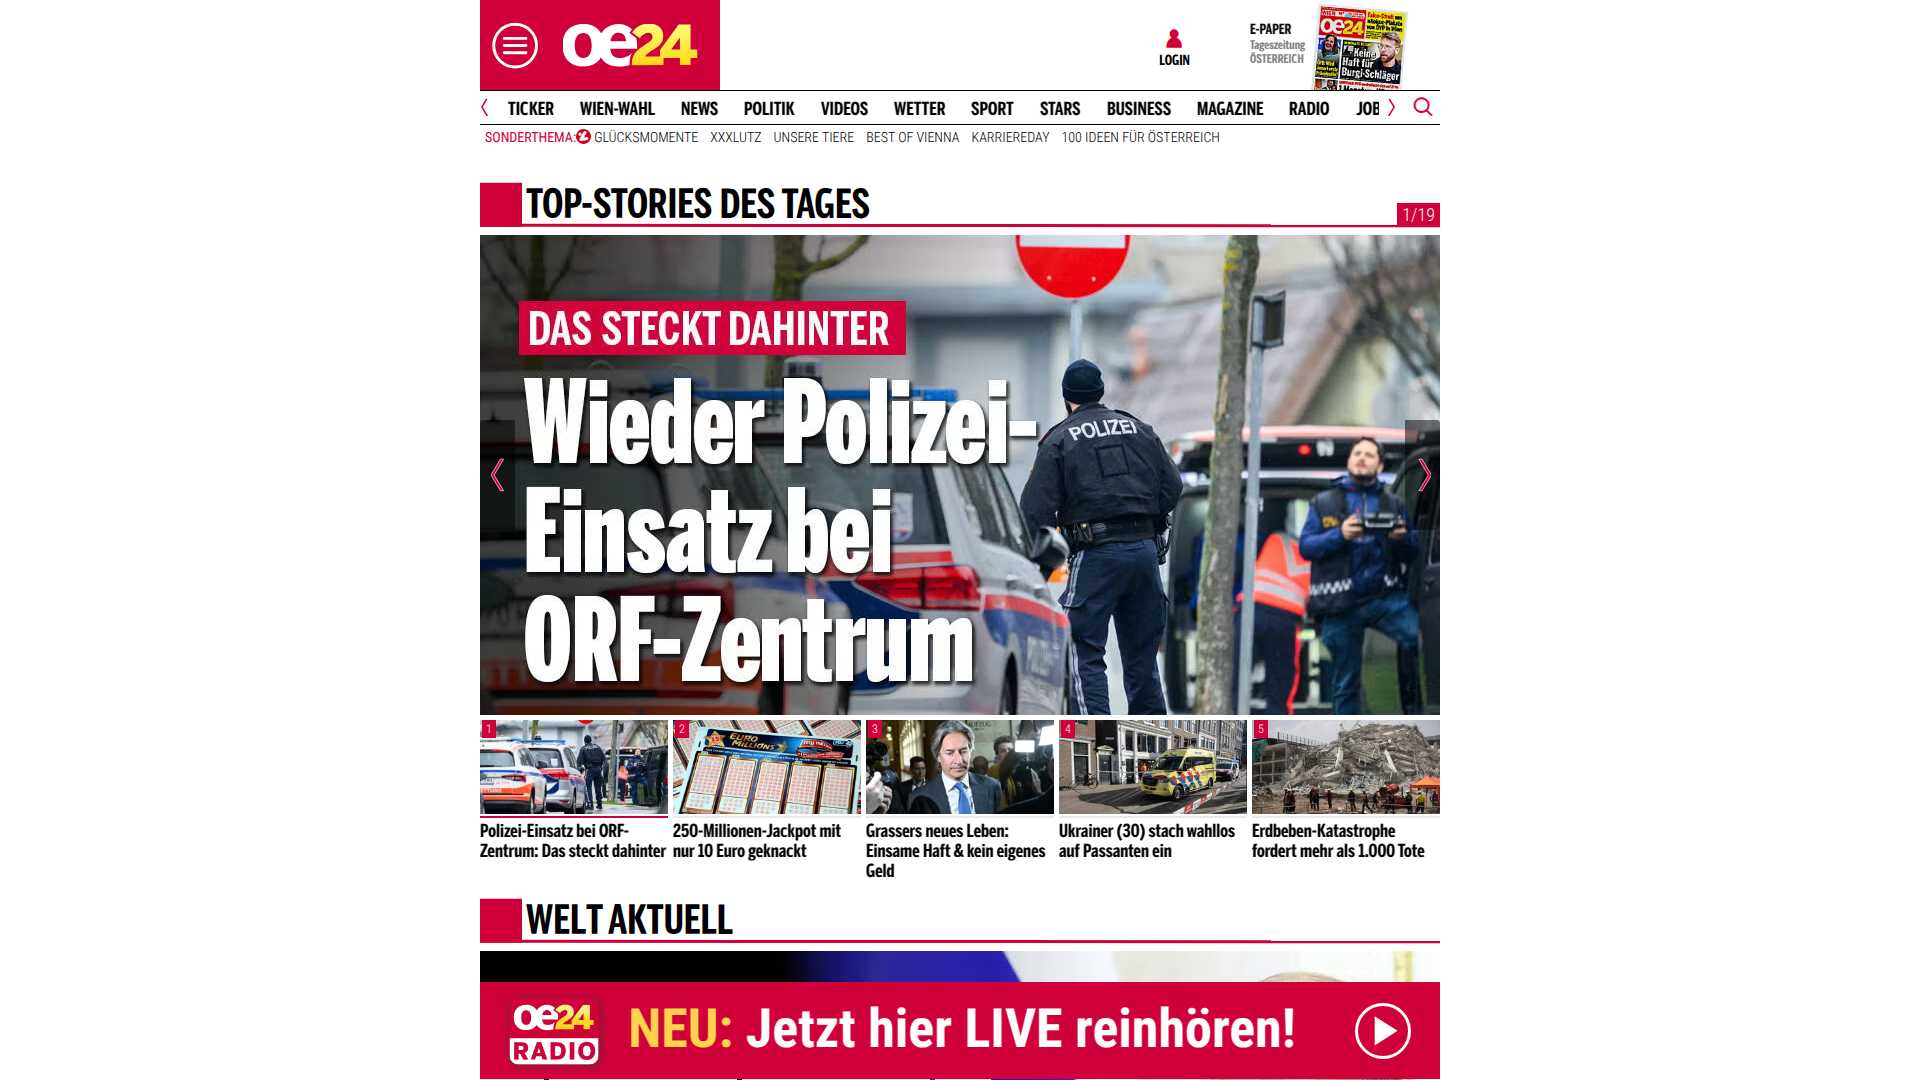 oe24
LOGIN
E-PAPER
Tageszeitung
ÖSTERREICH
oe24
Keine
Haft für
Burgi-Schläger
TICKER WIEN-WAHL NEWS POLITIK VIDEOS WETTER SPORT STARS BUSINESS MAGAZINE RADIO JOB
SONDERTHEMA: GLÜCKSMOMENTE XXXLUTZ UNSERE TIERE BEST OF VIENNA KARRIEREDAY 100 IDEEN FÜR ÖSTERREICH
TOP-STORIES DES TAGES
1/19
DAS STECKT DAHINTER
Wieder Polizei-
Einsatz bei
ORF-Zentrum
POLIZEI
1
2
3
4
5
EURO
MILLIONS
Polizei-Einsatz bei ORF-
Zentrum: Das steckt dahinter
250-Millionen-Jackpot mit
nur 10 Euro geknackt
Grassers neues Leben:
Einsame Haft & kein eigenes
Geld
Ukrainer (30) stach wahllos
auf Passanten ein
Erdbeben-Katastrophe
fordert mehr als 1.000 Tote
WELT AKTUELL
oe24
RADIO
NEU: Jetzt hier LIVE reinhören!